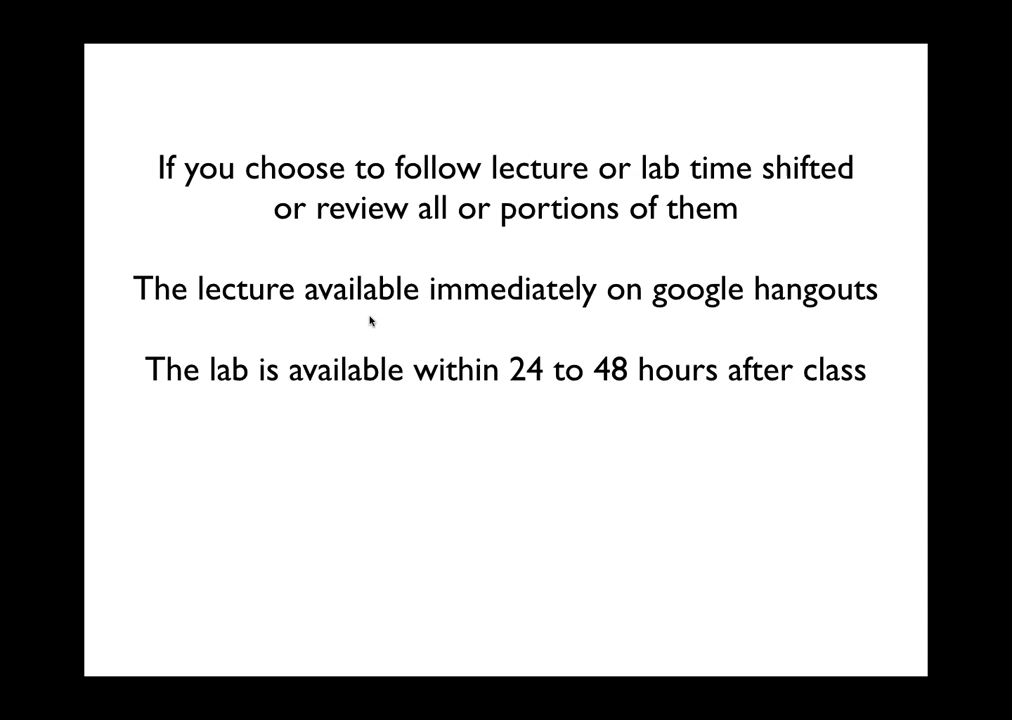 If you choose to follow lecture or lab time shifted
or review all or portions of them
The lecture available immediately on google hangouts
The lab is available within 24 to 48 hours after class